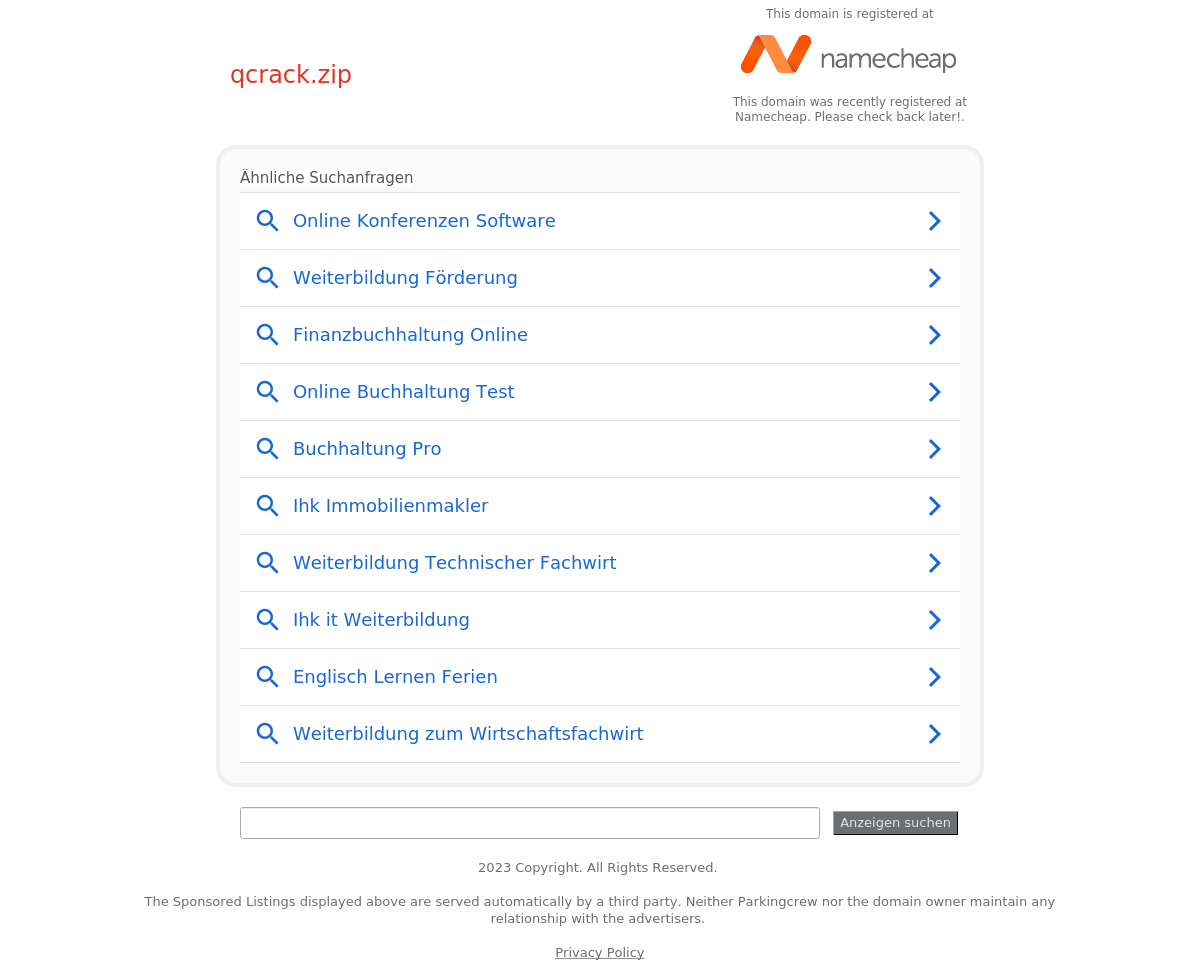 This domain is registered at
qcrack.zip
namecheap
This domain was recently registered at
Namecheap. Please check back later!.
Ähnliche Suchanfragen
Online Konferenzen Software
Weiterbildung Förderung
Finanzbuchhaltung Online
Online Buchhaltung Test
Buchhaltung Pro
Ihk Immobilienmakler
Weiterbildung Technischer Fachwirt
Ihk it Weiterbildung
Englisch Lernen Ferien
Weiterbildung zum Wirtschaftsfachwirt
Anzeigen suchen
2023 Copyright. All Rights Reserved.
The Sponsored Listings displayed above are served automatically by a third party. Neither Parkingcrew nor the domain owner maintain any
relationship with the advertisers.
Privacy Policy